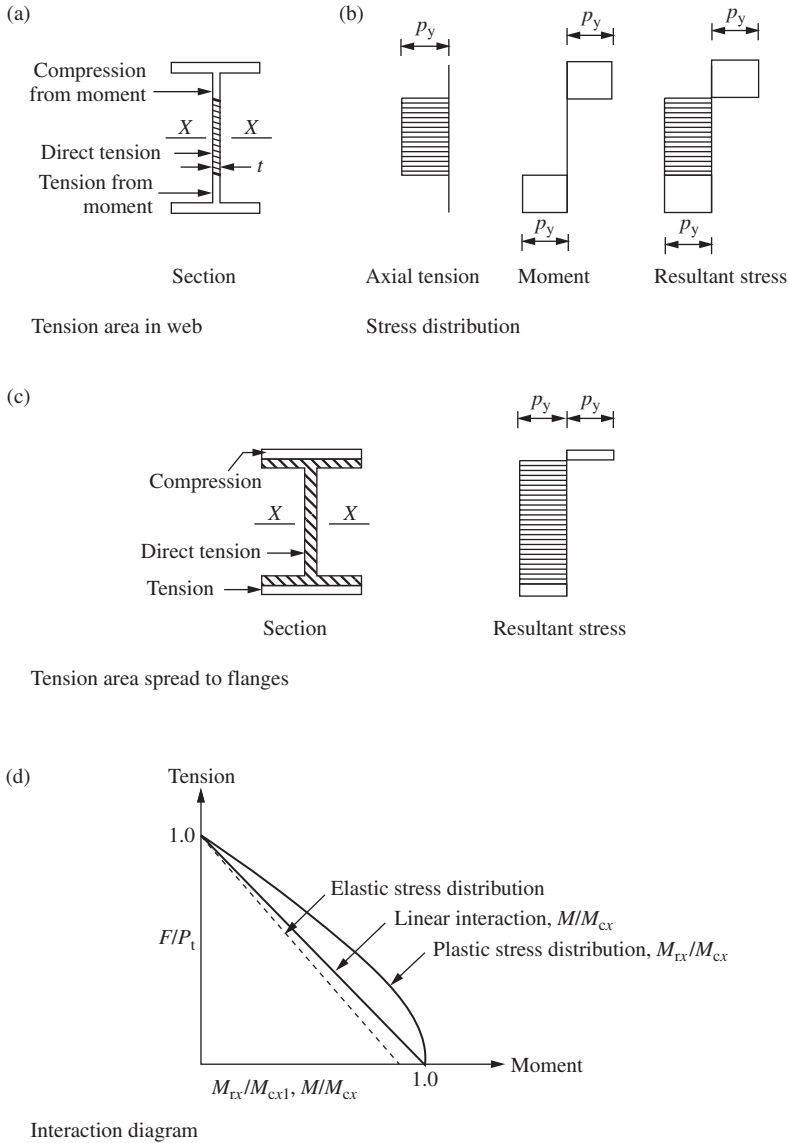 (a)
Compression
from moment
X X
Direct tension
t
Tension from
moment
Section
Tension area in web
(b)
p_y
p_y
p_y
p_y
p_y
Axial tension Moment Resultant stress
Stress distribution
(c)
Compression
X X
Direct tension
Tension
Section
p_y p_y
Resultant stress
Tension area spread to flanges
(d)
Tension
1.0
Elastic stress distribution
Linear interaction, M/M_cx
F/P_t
Plastic stress distribution, M_rx/M_cx
Moment
1.0
M_rx/M_cx1, M/M_cx
Interaction diagram